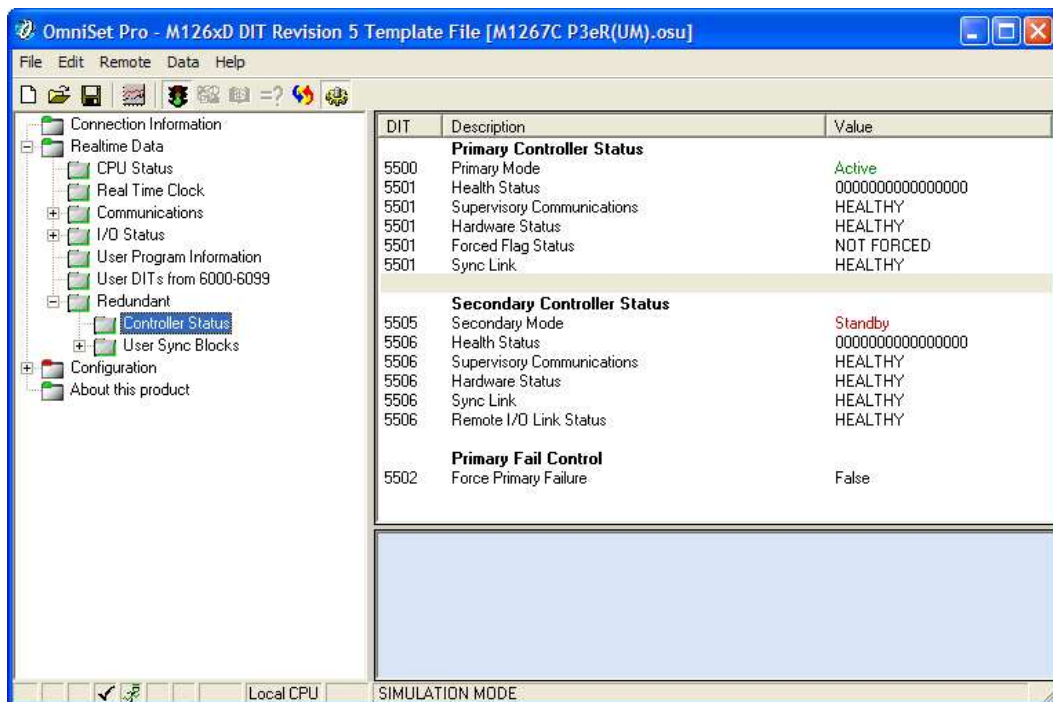 OmniSet Pro - M126xD DIT Revision 5 Template File [M1267C P3eR(UM).osu]
File Edit Remote Data Help
=?
Connection Information
Realtime Data
CPU Status
Real Time Clock
Communications
I/O Status
User Program Information
User DITs from 6000-6099
Redundant
Controller Status
User Sync Blocks
Configuration
About this product
DIT Description Value
Primary Controller Status
5500 Primary Mode Active
5501 Health Status 0000000000000000
5501 Supervisory Communications HEALTHY
5501 Hardware Status HEALTHY
5501 Forced Flag Status NOT FORCED
5501 Sync Link HEALTHY
Secondary Controller Status
5505 Secondary Mode Standby
5506 Health Status 0000000000000000
5506 Supervisory Communications HEALTHY
5506 Hardware Status HEALTHY
5506 Sync Link HEALTHY
5506 Remote I/O Link Status HEALTHY
Primary Fail Control
5502 Force Primary Failure False
Local CPU SIMULATION MODE